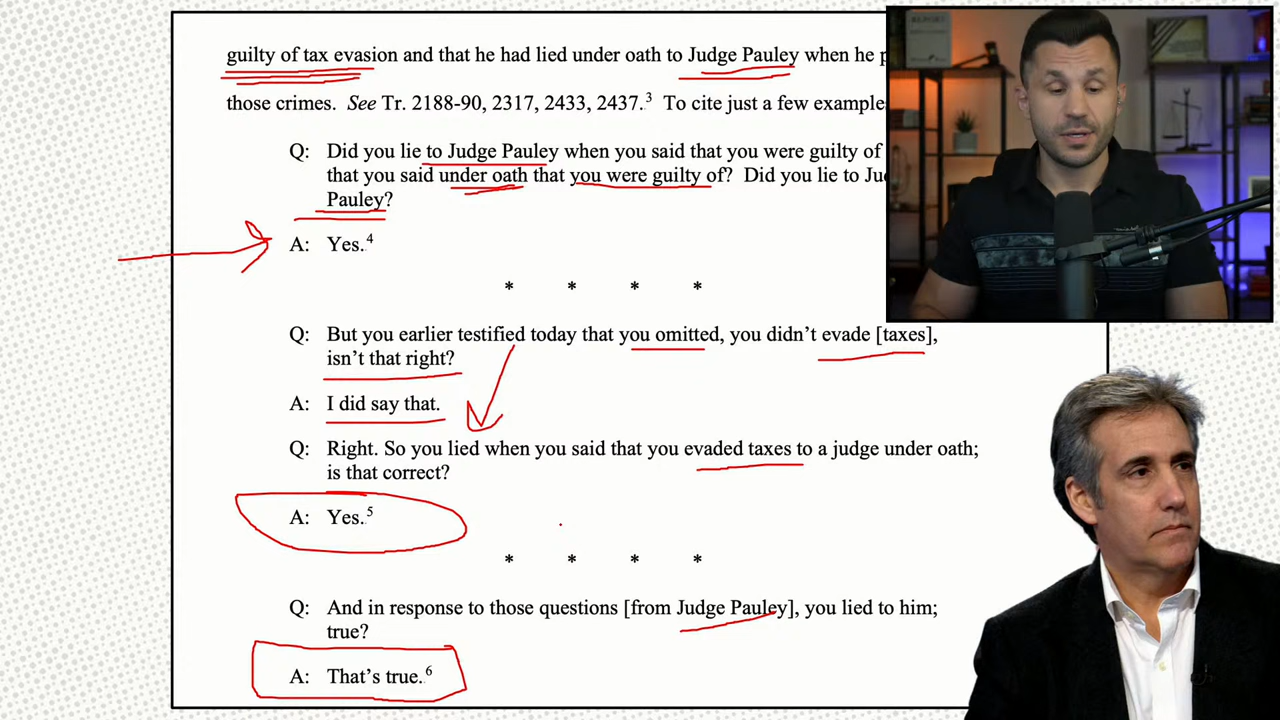 guilty of tax evasion and that he had lied under oath to Judge Pauley when he p
those crimes. See Tr. 2188-90, 2317, 2433, 2437.3 To cite just a few example
Q: Did you lie to Judge Pauley when you said that you were guilty of
that you said under oath that you were guilty of? Did you lie to Ju
Pauley?
A: Yes.4
* * * *
Q: But you earlier testified today that you omitted, you didn't evade [taxes],
isn't that right?
A: I did say that.
Q: Right. So you lied when you said that you evaded taxes to a judge under oath;
is that correct?
A: Yes.5
* * * *
Q: And in response to those questions [from Judge Pauley], you lied to him;
true?
A: That's true.6